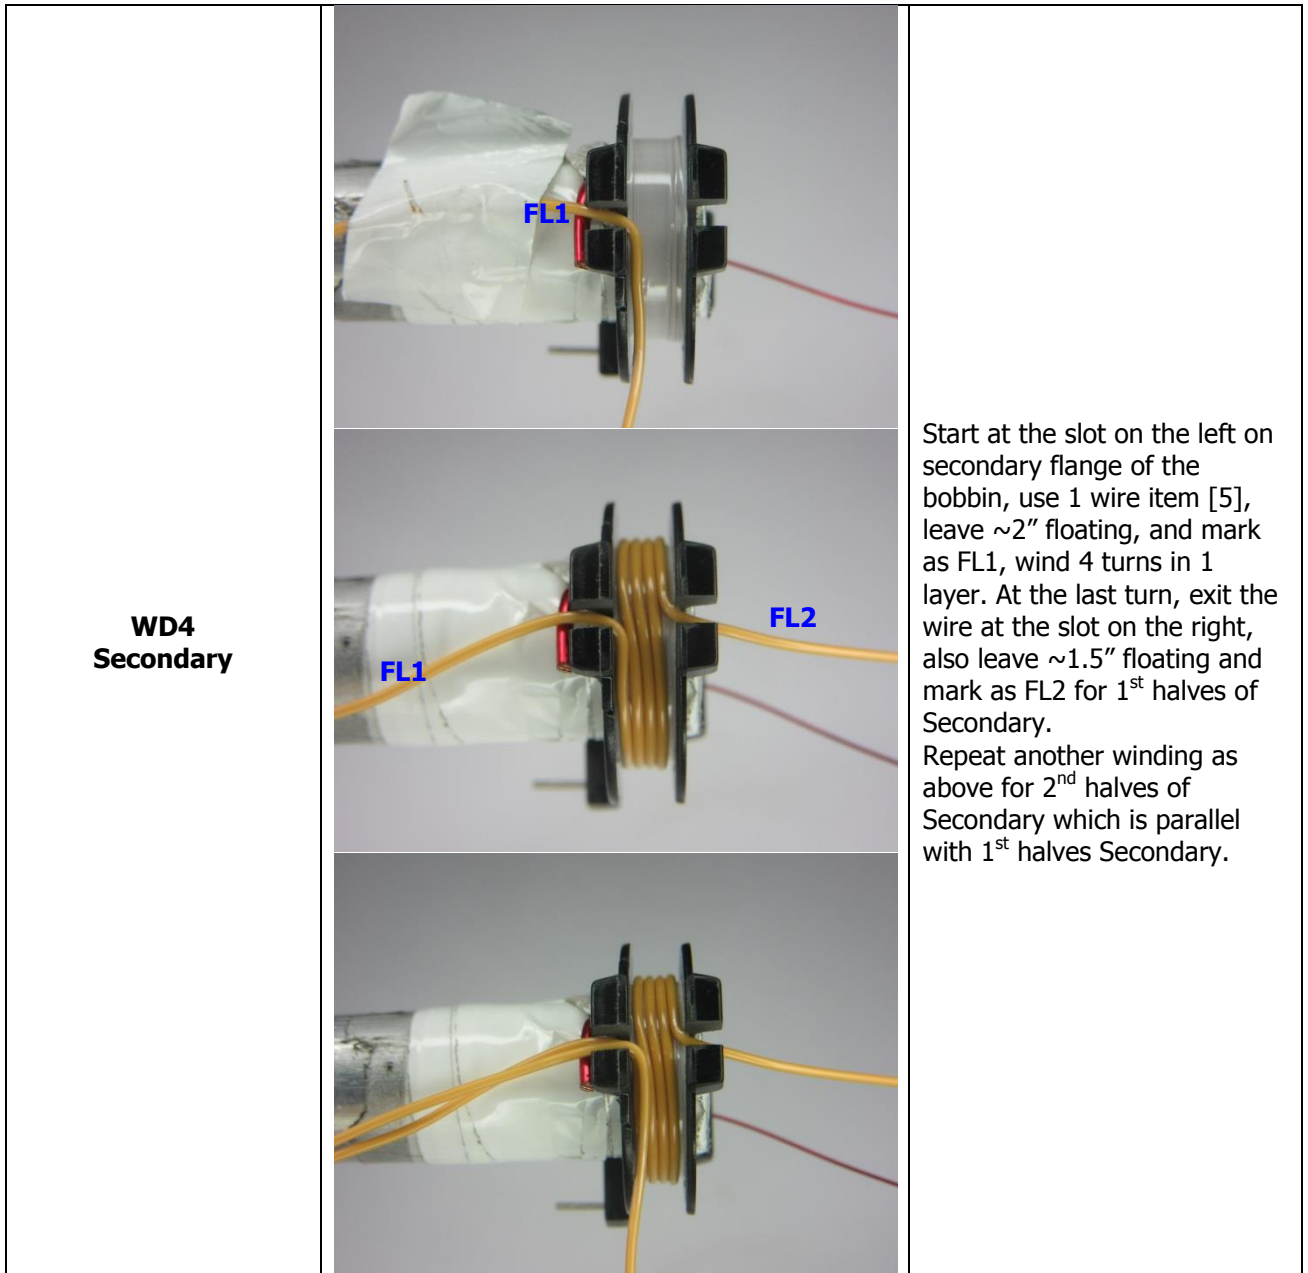 WD4
Secondary
FL1
FL1
FL2
Start at the slot on the left on
secondary flange of the
bobbin, use 1 wire item [5],
leave ~2” floating, and mark
as FL1, wind 4 turns in 1
layer. At the last turn, exit the
wire at the slot on the right,
also leave ~1.5” floating and
mark as FL2 for 1st halves of
Secondary.
Repeat another winding as
above for 2nd halves of
Secondary which is parallel
with 1st halves Secondary.